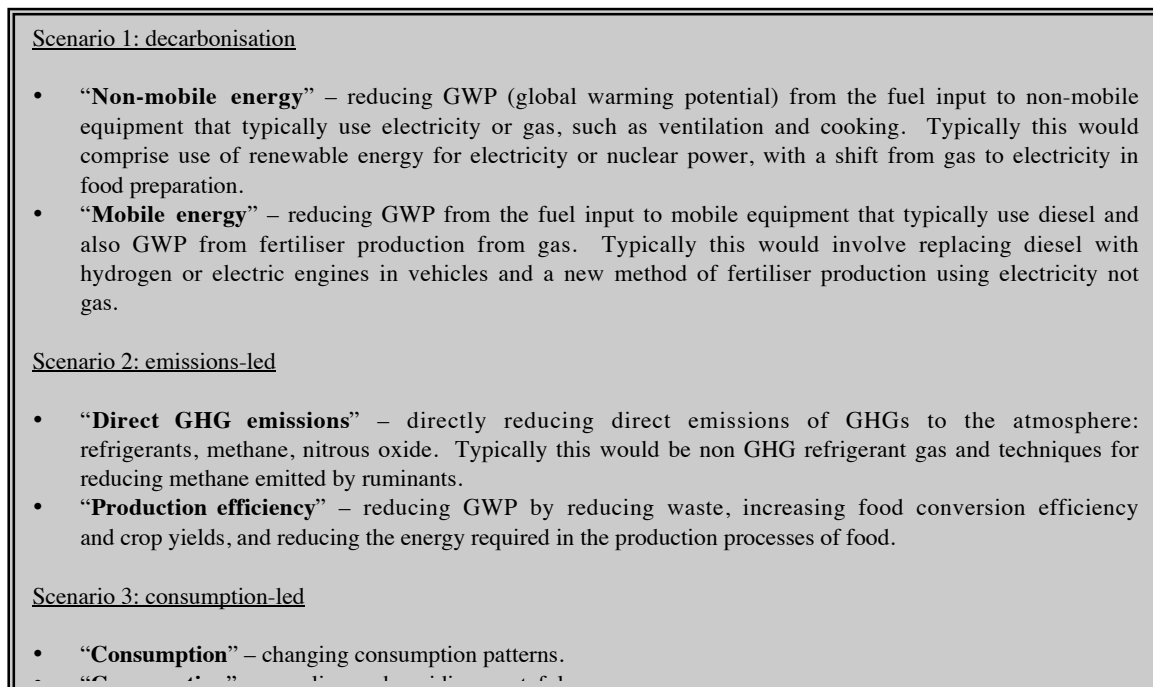 Scenario 1: decarbonisation
• “Non-mobile energy” – reducing GWP (global warming potential) from the fuel input to non-mobile
equipment that typically use electricity or gas, such as ventilation and cooking. Typically this would
comprise use of renewable energy for electricity or nuclear power, with a shift from gas to electricity in
food preparation.
• “Mobile energy” – reducing GWP from the fuel input to mobile equipment that typically use diesel and
also GWP from fertiliser production from gas. Typically this would involve replacing diesel with
hydrogen or electric engines in vehicles and a new method of fertiliser production using electricity not
gas.
Scenario 2: emissions-led
• “Direct GHG emissions” – directly reducing direct emissions of GHGs to the atmosphere:
refrigerants, methane, nitrous oxide. Typically this would be non GHG refrigerant gas and techniques for
reducing methane emitted by ruminants.
• “Production efficiency” – reducing GWP by reducing waste, increasing food conversion efficiency
and crop yields, and reducing the energy required in the production processes of food.
Scenario 3: consumption-led
• “Consumption” – changing consumption patterns.